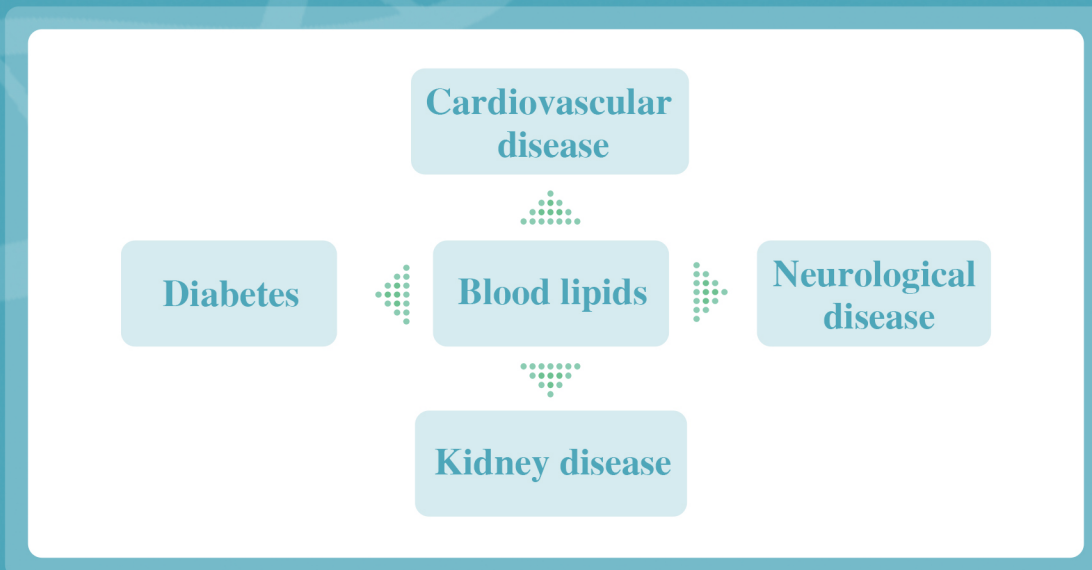 Cardiovascular
disease
Diabetes
Blood lipids
Neurological
disease
Kidney disease